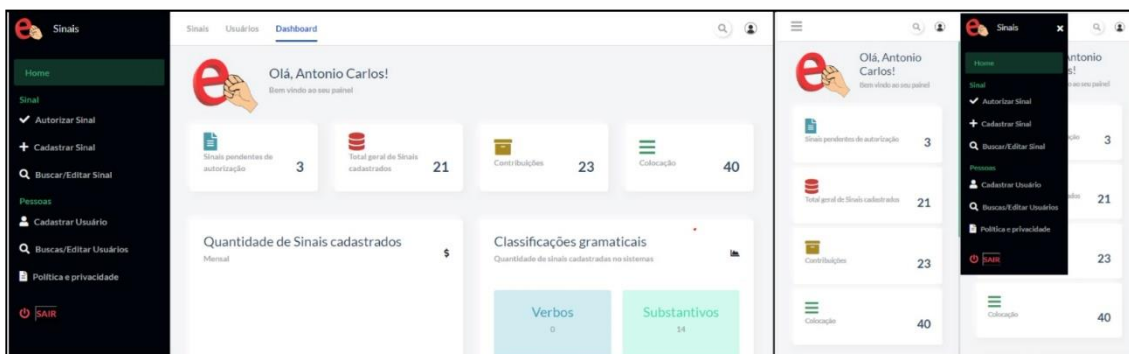 Sinais
Home
Sinal
Autorizar Sinal
Cadastrar Sinal
Buscar/Editar Sinal
Pessoas
Cadastrar Usuário
Buscas/Editar Usuários
Política e privacidade
SAIR
Sinais Usuários Dashboard
e
Olá, Antonio Carlos!
Bem vindo ao seu painel
Sinais pendentes de
autorização 3
Total geral de Sinais
cadastrados 21
Contribuições 23
Colocação 40
Quantidade de Sinais cadastrados
Mensal $
Classificações gramaticais
Quantidade de sinais cadastradas no sistemas
Verbos
0
Substantivos
14
e
Olá, Antonio
Carlos!
Bem vindo ao seu painel
Sinais pendentes de autorização 3
Total geral de Sinais cadastrados 21
Contribuições 23
Colocação 40
e
Sinais x
Home
Sinal
Autorizar Sinal
Cadastrar Sinal
Buscar/Editar Sinal
Pessoas
Cadastrar Usuário
Buscas/Editar Usuários
Política e privacidade
SAIR
ntonio
s!
ao seu painel
3
21
23
Colocação 40